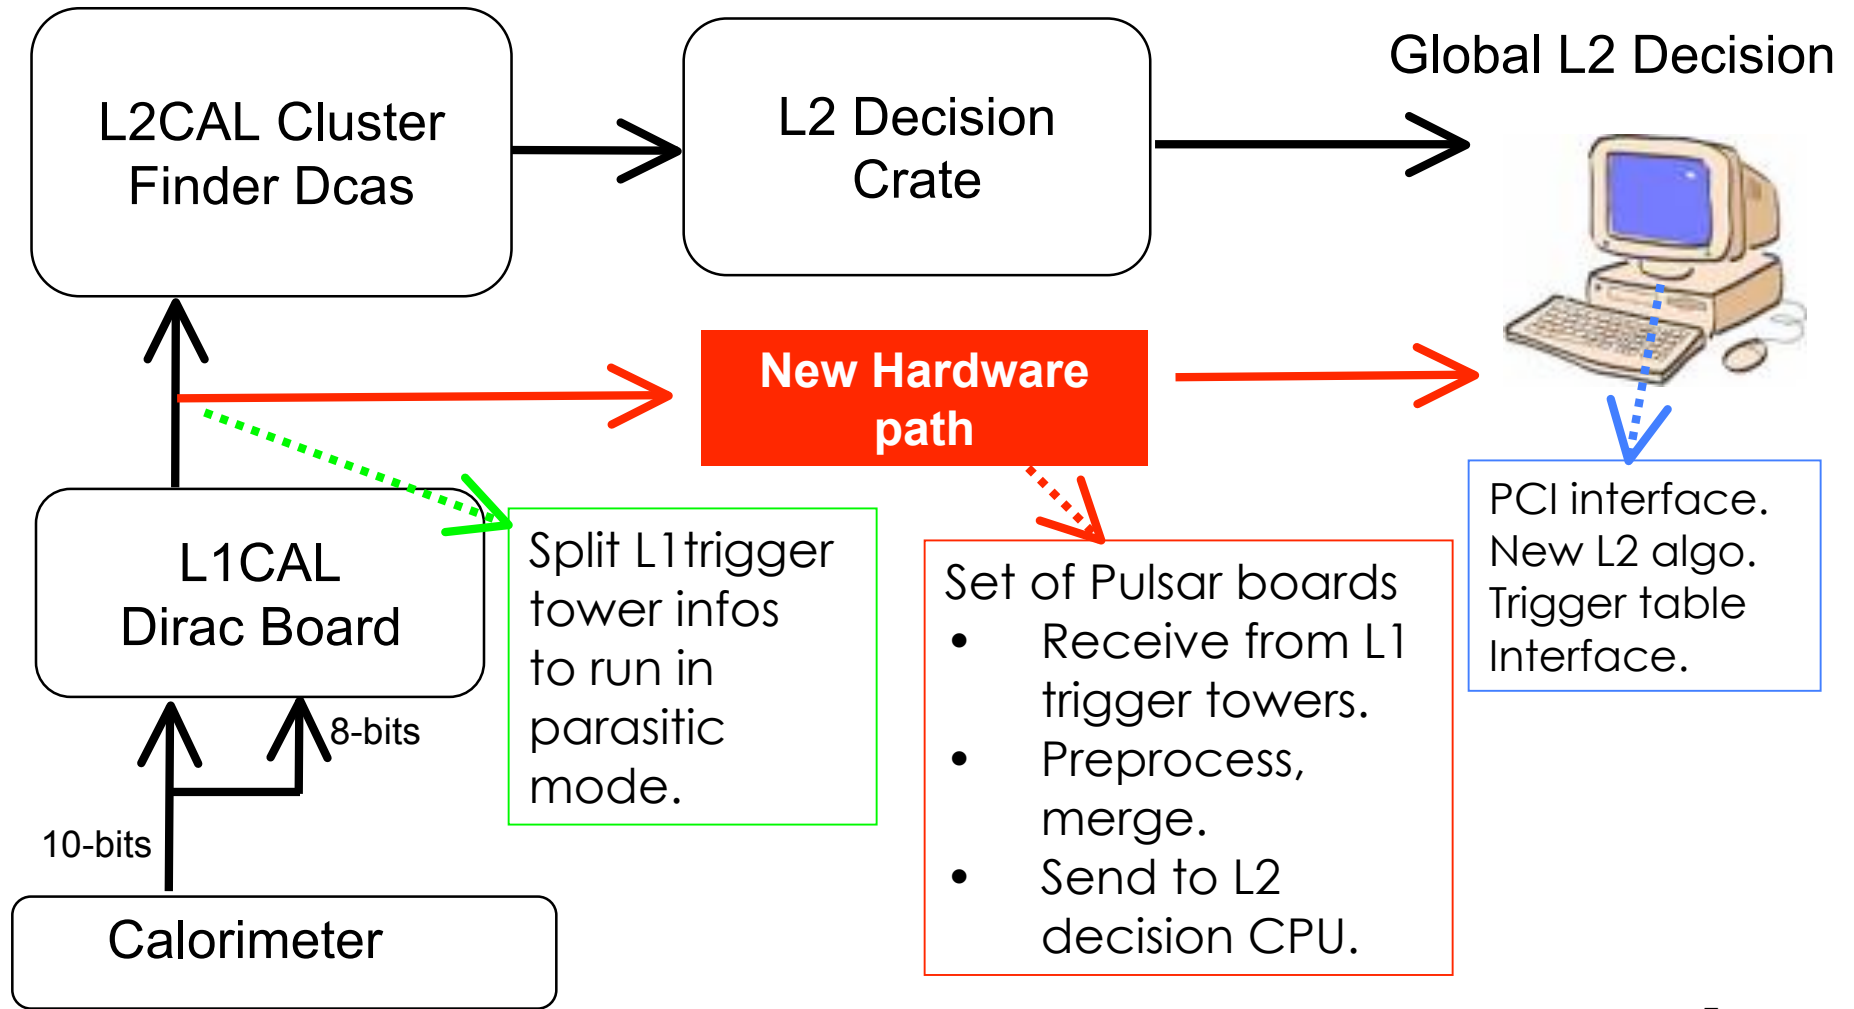 L2CAL Cluster
Finder Dcas
L2 Decision
Crate
Global L2 Decision
New Hardware
path
L1CAL
Dirac Board
8-bits
10-bits
Calorimeter
Split L1trigger
tower infos
to run in
parasitic
mode.
Set of Pulsar boards
• Receive from L1
trigger towers.
• Preprocess,
merge.
• Send to L2
decision CPU.
PCI interface.
New L2 algo.
Trigger table
Interface.